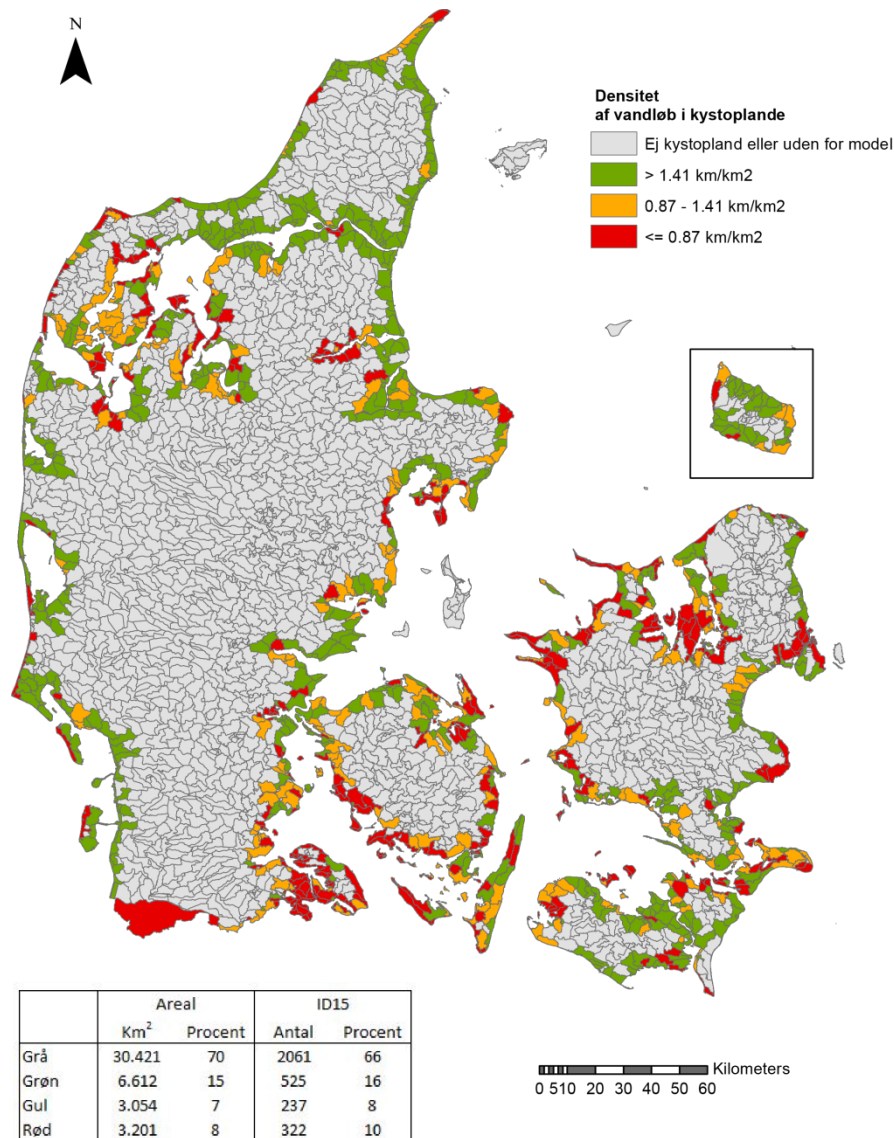 N
Densitet
af vandløb i kystoplande
Ej kystopland eller uden for model
> 1.41 km/km2
0.87 - 1.41 km/km2
<= 0.87 km/km2
Areal ID15
Km² Procent Antal Procent
Grå 30.421 70 2061 66
Grøn 6.612 15 525 16
Gul 3.054 7 237 8
Rød 3.201 8 322 10
Kilometers
0 5 10 20 30 40 50 60